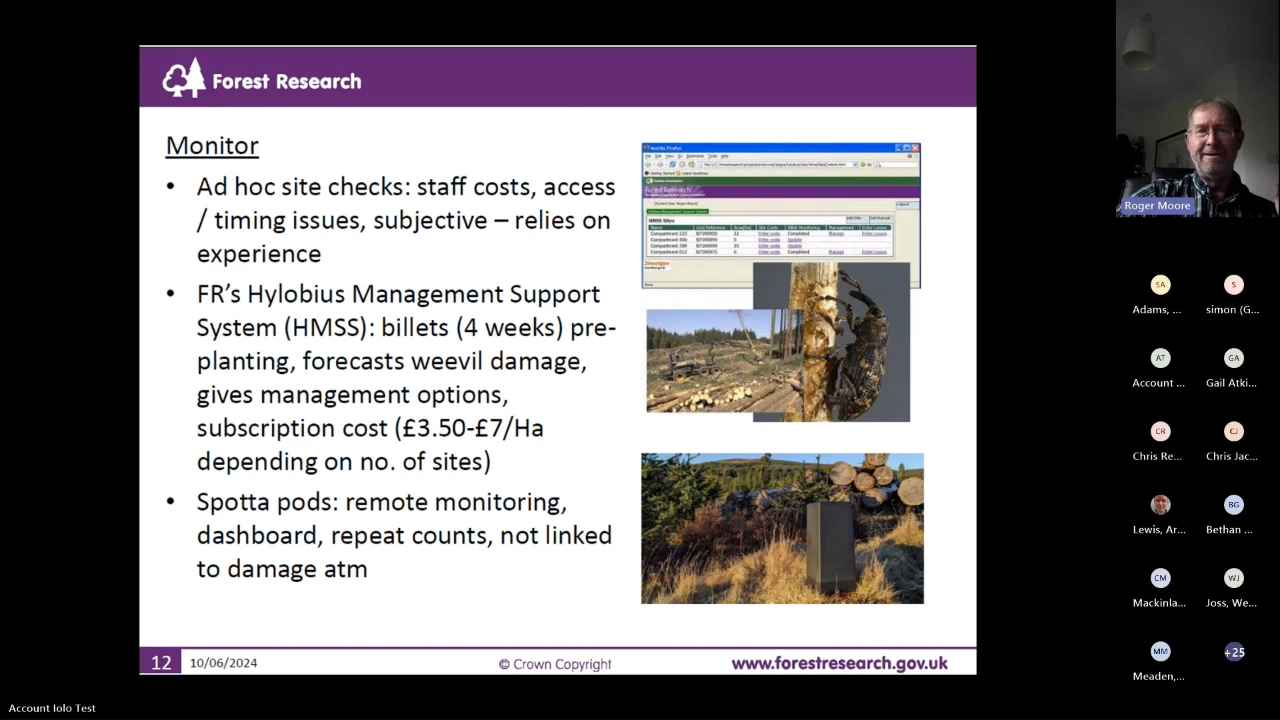 Forest Research
Monitor
• Ad hoc site checks: staff costs, access
/ timing issues, subjective – relies on
experience
• FR’s Hylobius Management Support
System (HMSS): billets (4 weeks) pre-
planting, forecasts weevil damage,
gives management options,
subscription cost (£3.50-£7/Ha
depending on no. of sites)
• Spotta pods: remote monitoring,
dashboard, repeat counts, not linked
to damage atm
HMSS Sites
12
10/06/2024
© Crown Copyright
www.forestresearch.gov.uk
Roger Moore
SA
S
Adams, ...
simon (G...
AT
GA
Account ...
Gail Atki...
CR
CJ
Chris Re...
Chris Jac...
BG
Lewis, Ar...
Bethan ...
CM
WJ
Mackinla...
Joss, We...
MM
+25
Meaden,...
Account Iolo Test